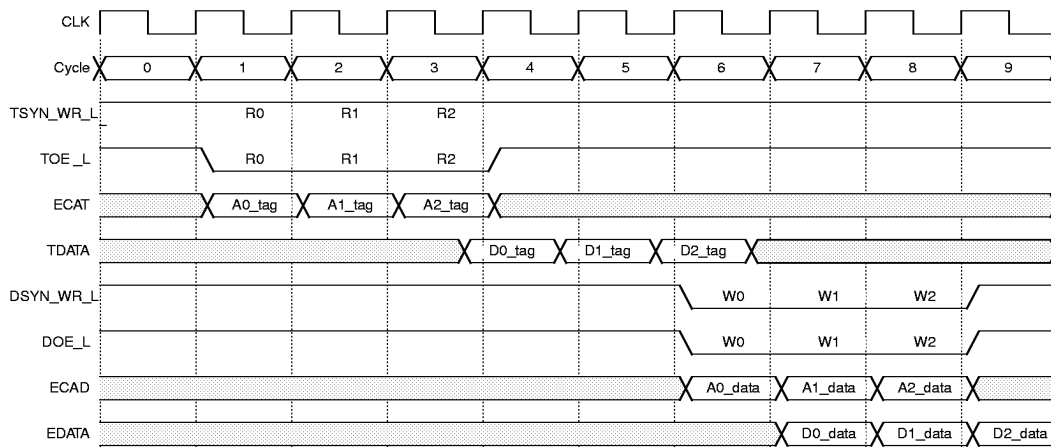 CLK
Cycle 0 1 2 3 4 5 6 7 8 9
TSYN_WR_L R0 R1 R2
TOE_L R0 R1 R2
ECAT A0_tag A1_tag A2_tag
TDATA D0_tag D1_tag D2_tag
DSYN_WR_L W0 W1 W2
DOE_L W0 W1 W2
ECAD A0_data A1_data A2_data
EDATA D0_data D1_data D2_data